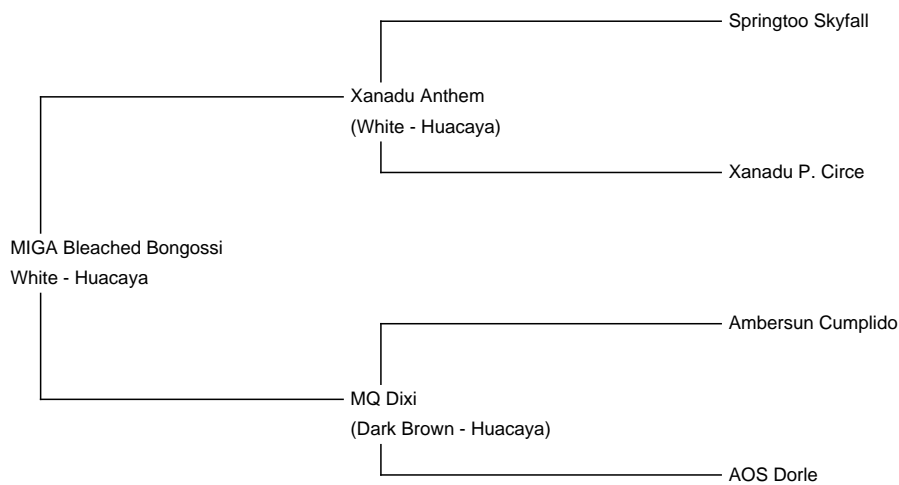 Springtoo Skyfall
Xanadu Anthem
(White - Huacaya)
Xanadu P. Circe
MIGA Bleached Bongossi
White - Huacaya
Ambersun Cumplido
MQ Dixi
(Dark Brown - Huacaya)
AOS Dorle